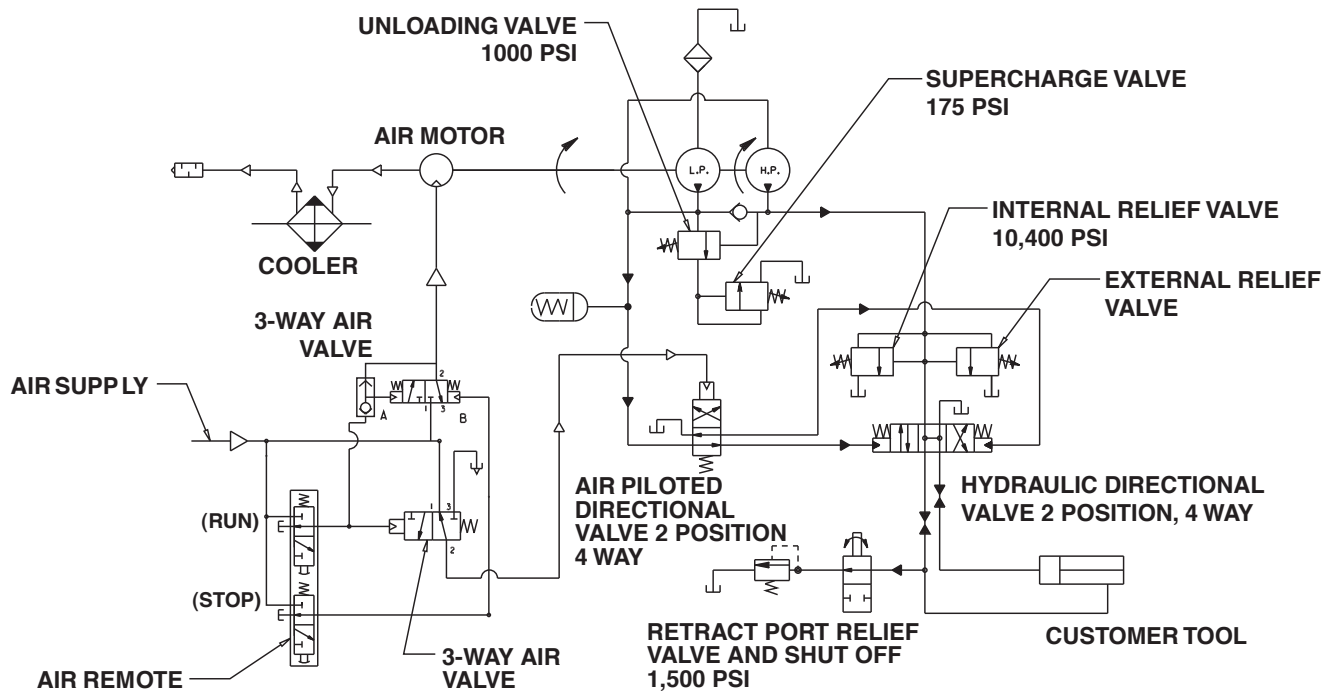 UNLOADING VALVE
1000 PSI
SUPERCHARGE VALVE
175 PSI
AIR MOTOR
L.P.
H.P.
INTERNAL RELIEF VALVE
10,400 PSI
COOLER
EXTERNAL RELIEF
VALVE
3-WAY AIR
VALVE
AIR SUPPLY
2
1
3
A
B
1
3
2
(RUN)
(STOP)
AIR REMOTE
3-WAY AIR
VALVE
AIR PILOTED
DIRECTIONAL
VALVE 2 POSITION
4 WAY
HYDRAULIC DIRECTIONAL
VALVE 2 POSITION, 4 WAY
RETRACT PORT RELIEF
VALVE AND SHUT OFF
1,500 PSI
CUSTOMER TOOL